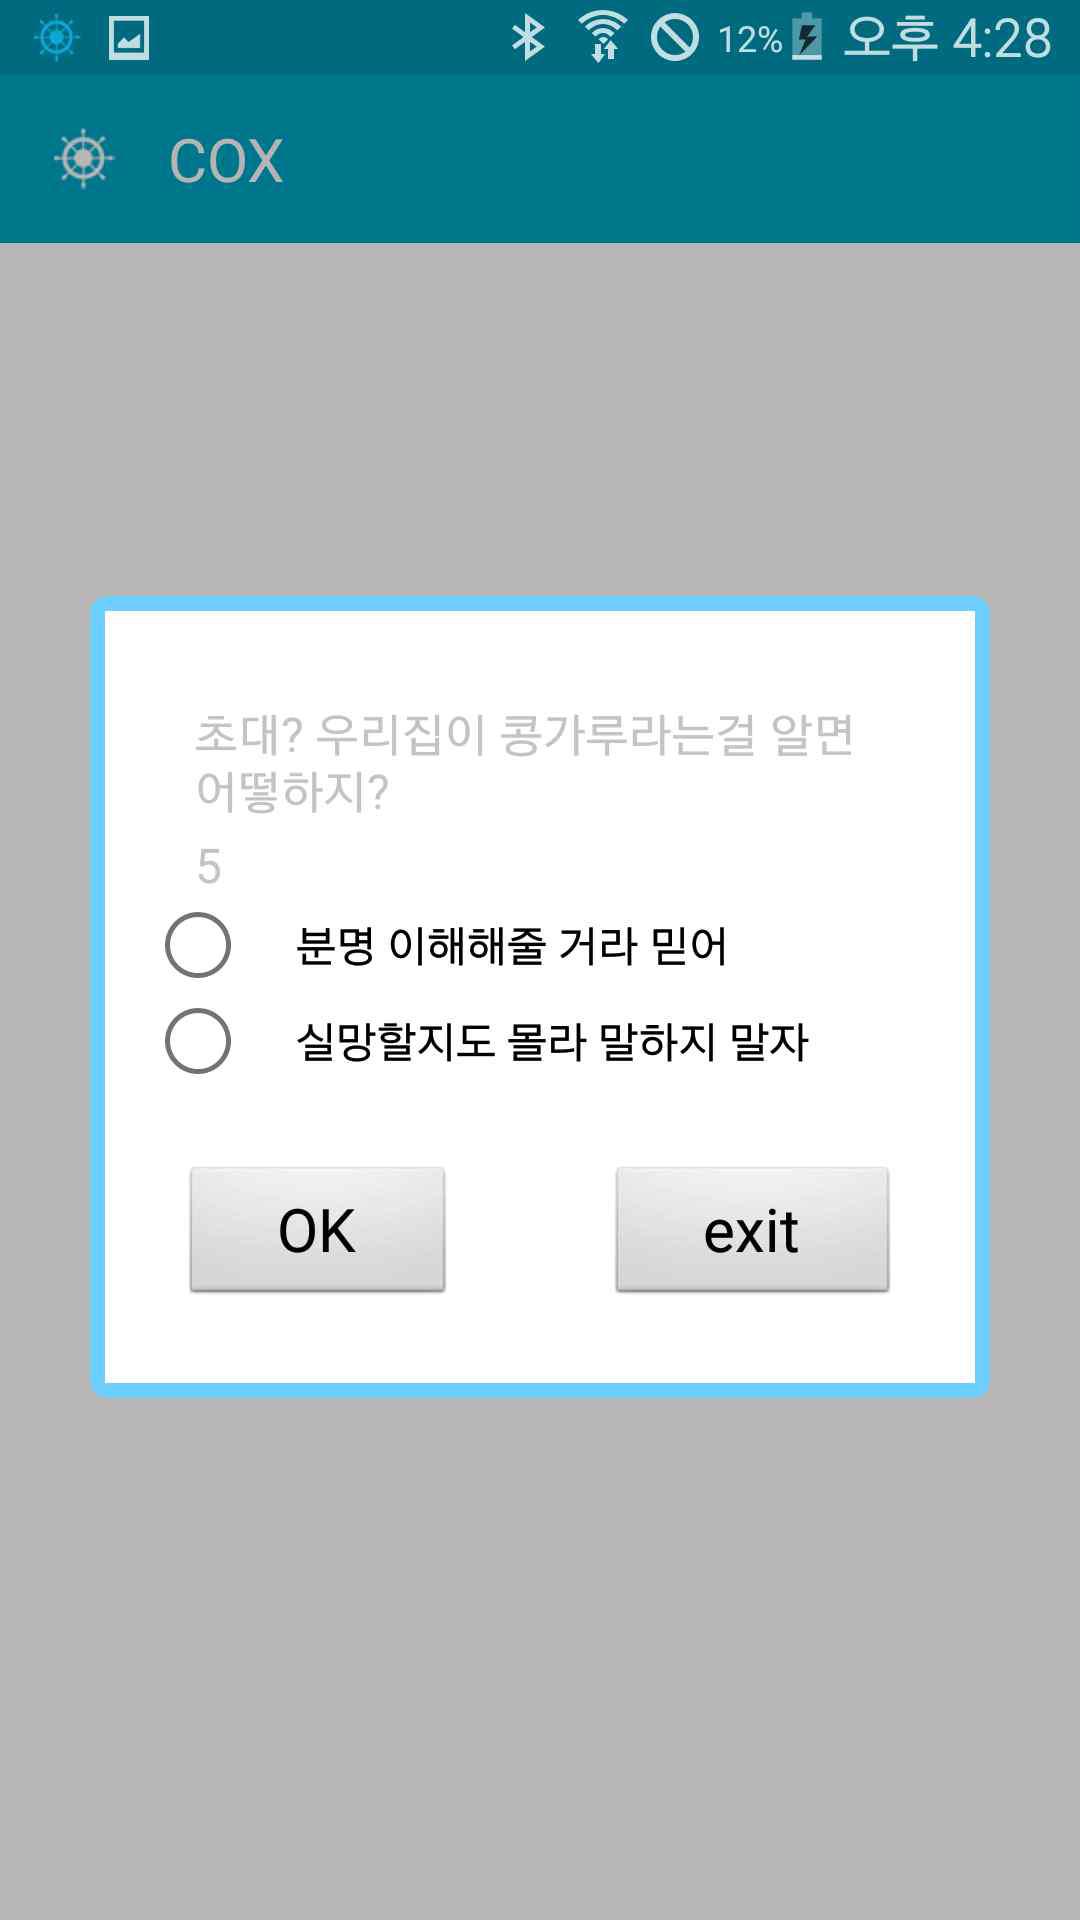 12% 오후 4:28
COX
초대? 우리집이 콩가루라는걸 알면
어떻하지?
5
분명 이해해줄 거라 믿어
실망할지도 몰라 말하지 말자
OK exit